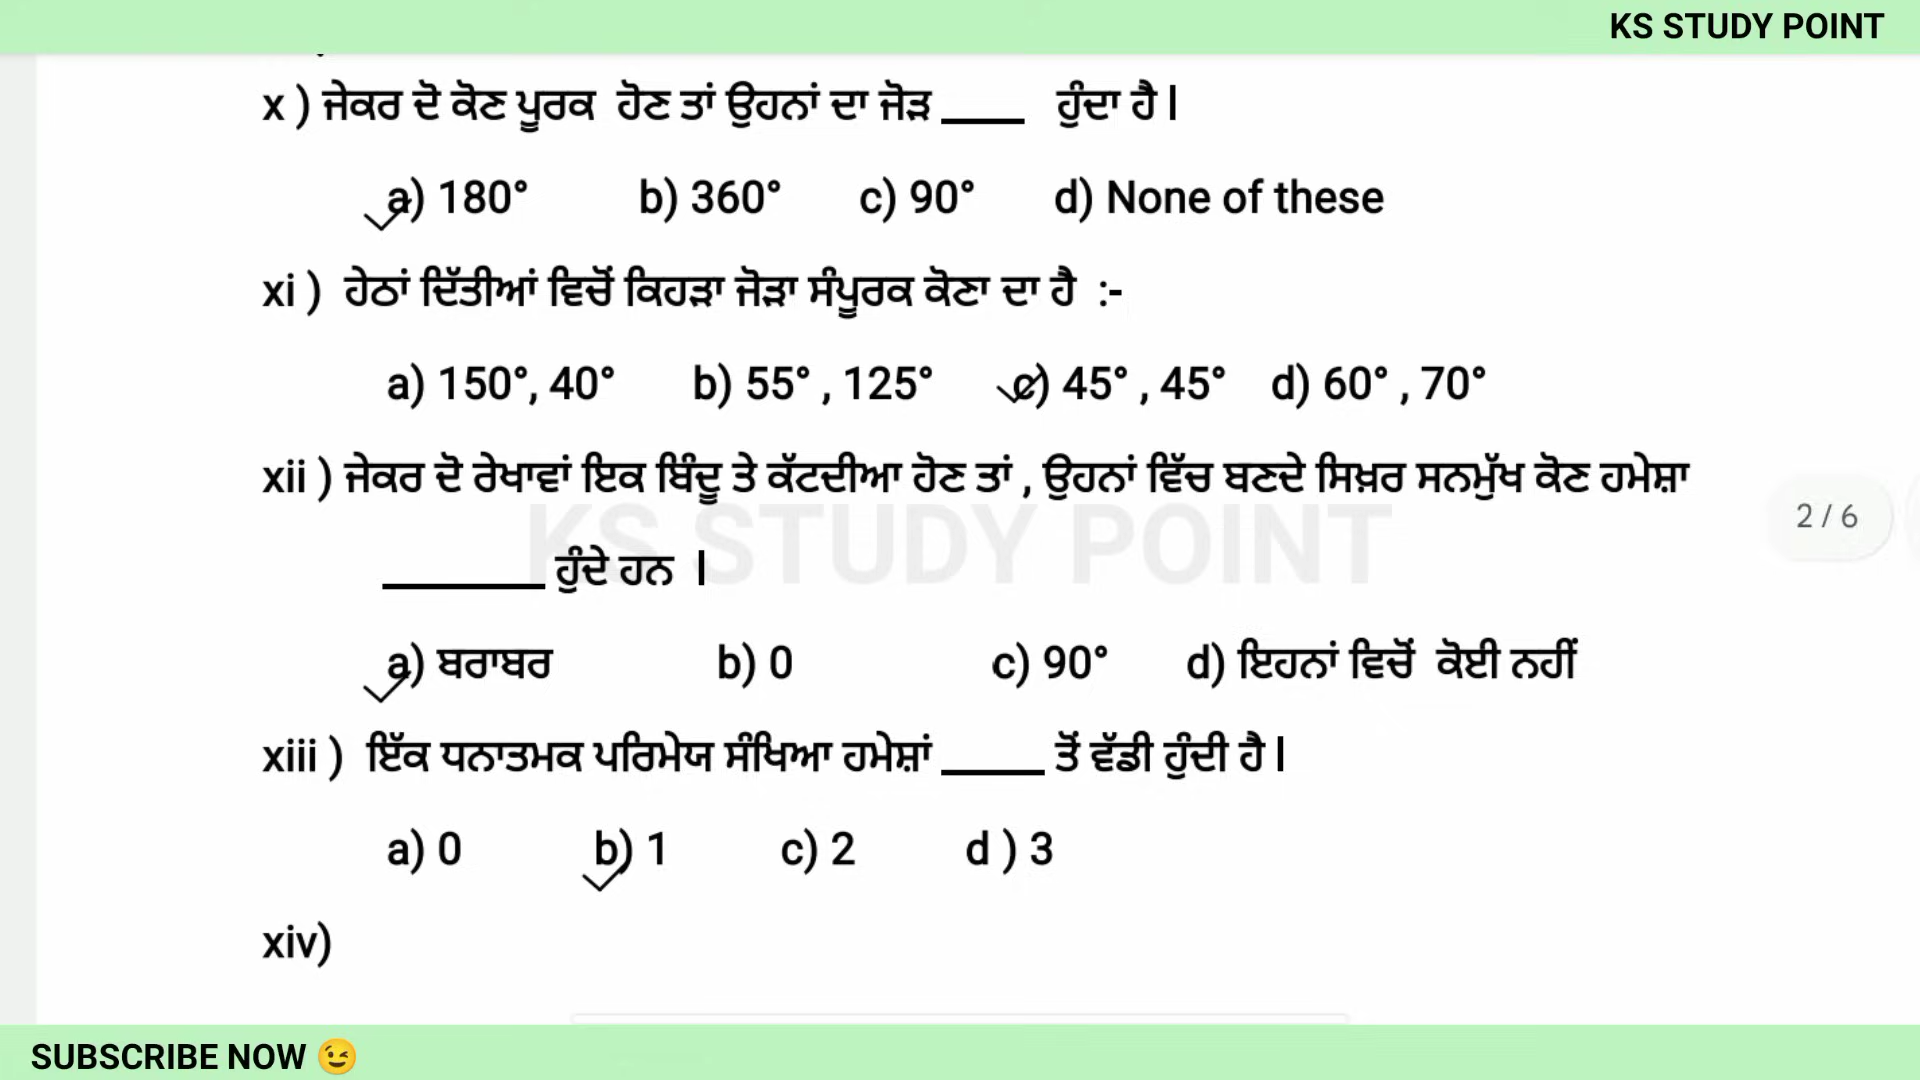 KS STUDY POINT
x ) ਜੇਕਰ ਦੋ ਕੋਣ ਪੂਰਕ ਹੋਣ ਤਾਂ ਉਹਨਾਂ ਦਾ ਜੋੜ ____ ਹੁੰਦਾ ਹੈ |
a) 180° b) 360° c) 90° d) None of these
xi ) ਹੇਠਾਂ ਦਿੱਤੀਆਂ ਵਿਚੋਂ ਕਿਹੜਾ ਜੋੜਾ ਸੰਪੂਰਕ ਕੋਣਾ ਦਾ ਹੈ :-
a) 150°, 40° b) 55° , 125° c) 45° , 45° d) 60° , 70°
xii ) ਜੇਕਰ ਦੋ ਰੇਖਾਵਾਂ ਇਕ ਬਿੰਦੂ ਤੇ ਕੱਟਦੀਆ ਹੋਣ ਤਾਂ , ਉਹਨਾਂ ਵਿੱਚ ਬਣਦੇ ਸਿਖ਼ਰ ਸਨਮੁੱਖ ਕੋਣ ਹਮੇਸ਼ਾ
KS STUDY POINT
2 / 6
________ ਹੁੰਦੇ ਹਨ |
a) ਬਰਾਬਰ b) 0 c) 90° d) ਇਹਨਾਂ ਵਿਚੋਂ ਕੋਈ ਨਹੀਂ
xiii ) ਇੱਕ ਧਨਾਤਮਕ ਪਰਿਮੇਯ ਸੰਖਿਆ ਹਮੇਸ਼ਾਂ _____ ਤੋਂ ਵੱਡੀ ਹੁੰਦੀ ਹੈ |
a) 0 b) 1 c) 2 d ) 3
xiv)
SUBSCRIBE NOW 😉